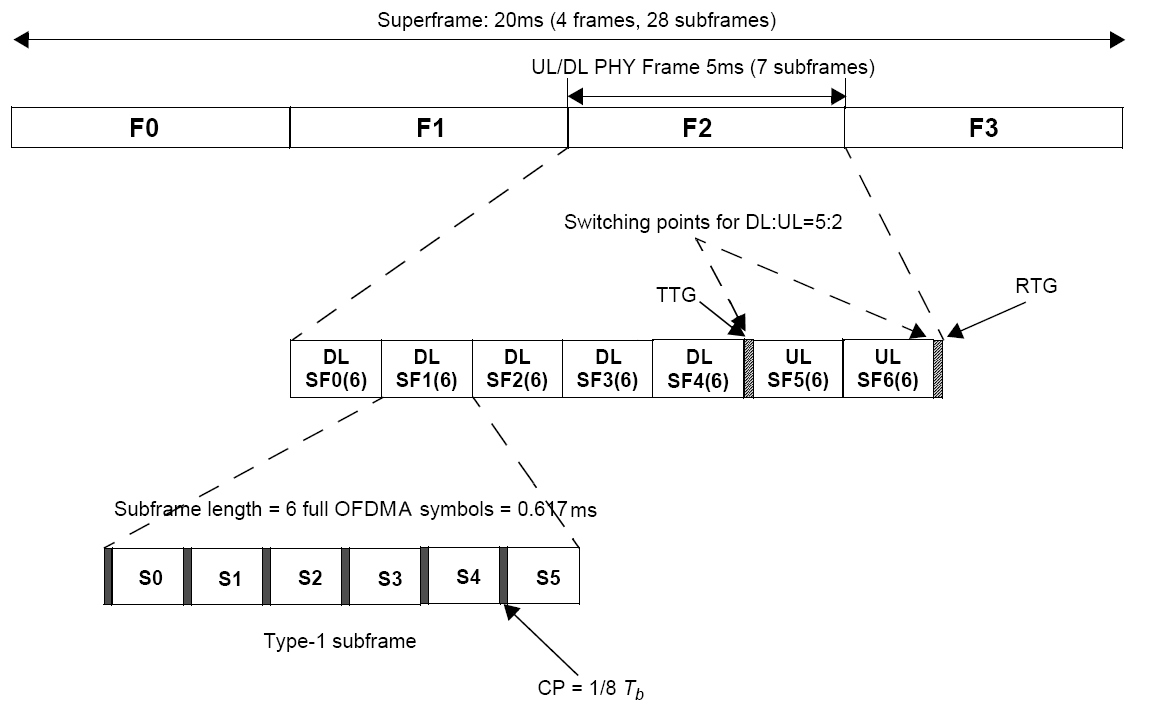 Superframe: 20ms (4 frames, 28 subframes)
UL/DL PHY Frame 5ms (7 subframes)
F0 F1 F2 F3
Switching points for DL:UL=5:2
TTG
RTG
DL DL DL DL DL UL UL
SF0(6) SF1(6) SF2(6) SF3(6) SF4(6) SF5(6) SF6(6)
Subframe length = 6 full OFDMA symbols = 0.617 ms
S0 S1 S2 S3 S4 S5
Type-1 subframe
CP = 1/8 Tb